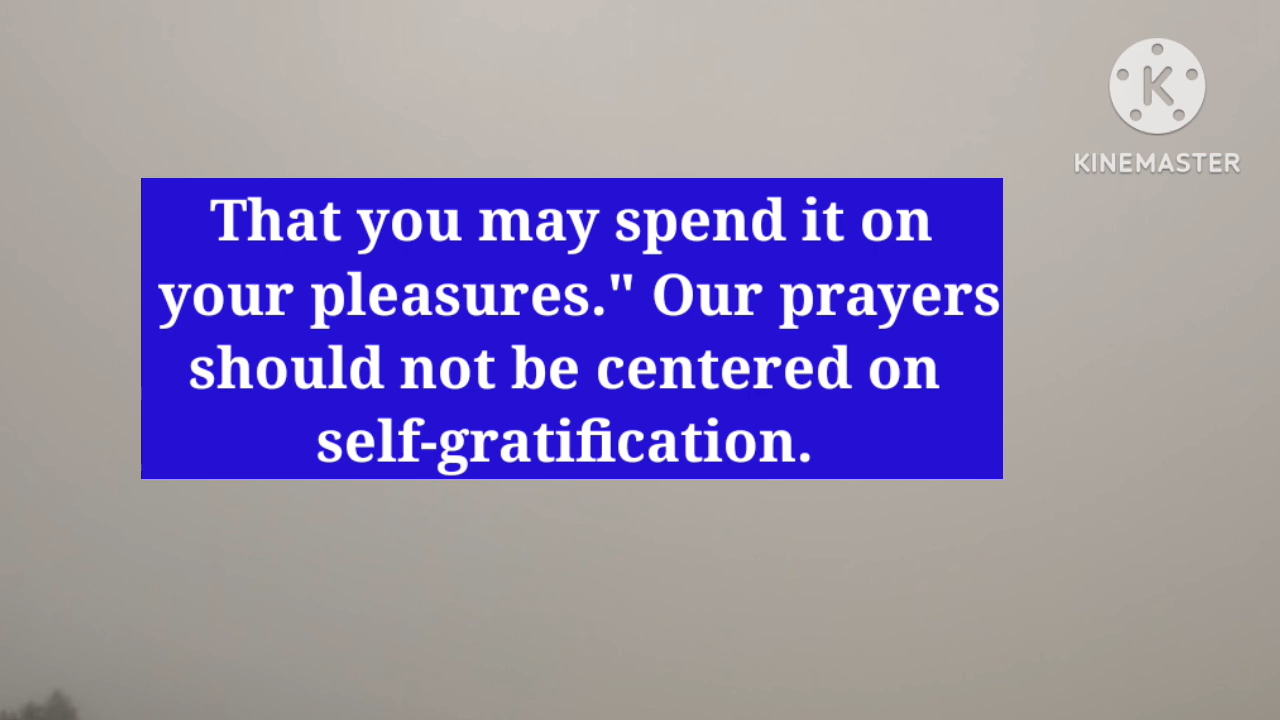 K
KINEMASTER
That you may spend it on
your pleasures." Our prayers
should not be centered on
self-gratification.